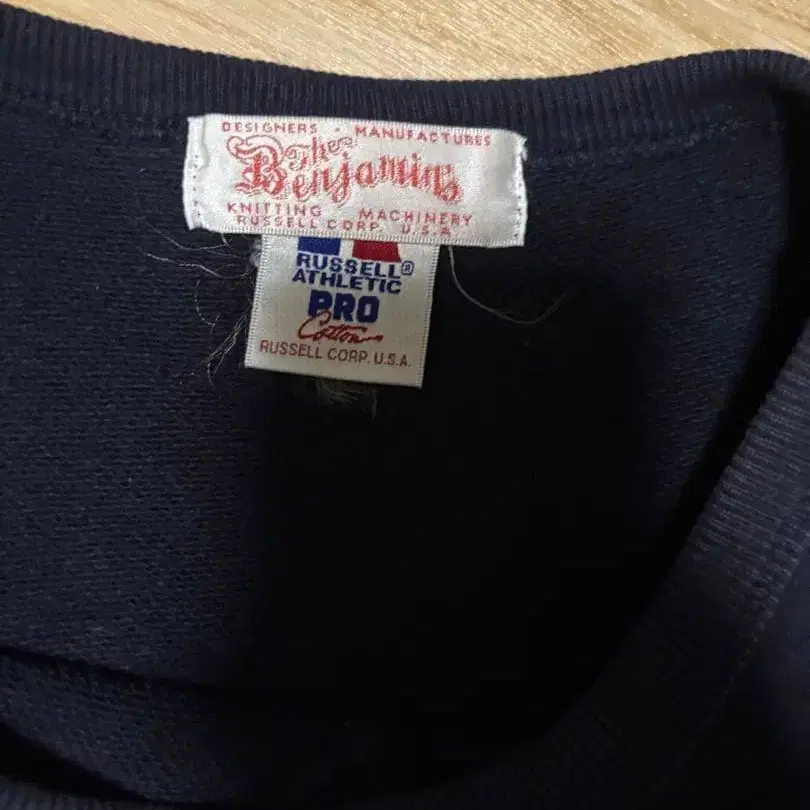 DESIGNERS · MANUFACTURES
The
Benjamins
KNITTING MACHINERY
RUSSELL CORP. U.S.A
RUSSELL®
ATHLETIC
PRO
Cotton
RUSSELL CORP. U.S.A.